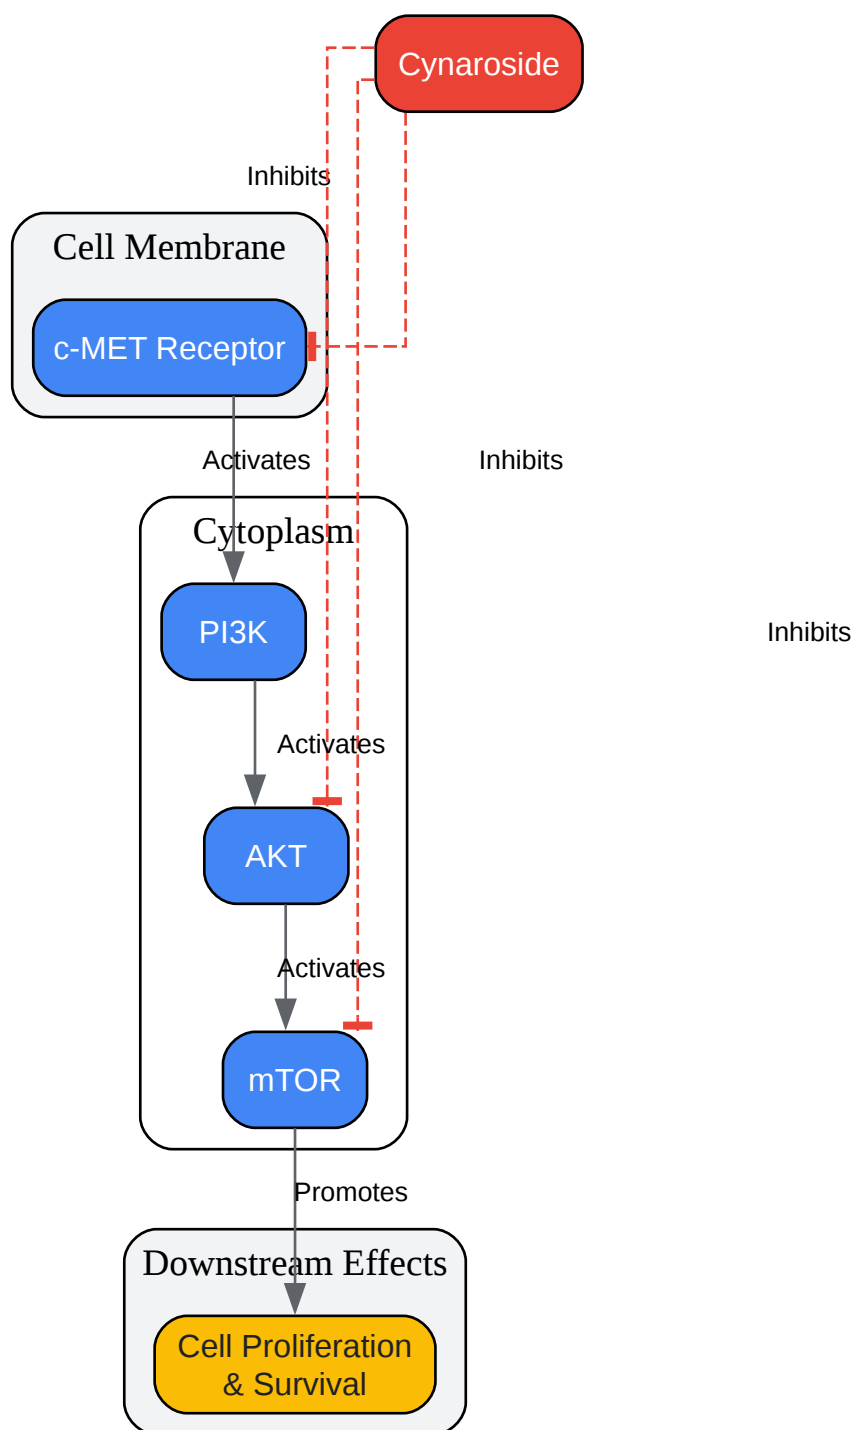 Cynaroside
Inhibits
Cell Membrane
c-MET Receptor
Activates
Inhibits
Cytoplasm
PI3K
Inhibits
Activates
AKT
Activates
mTOR
Promotes
Downstream Effects
Cell Proliferation
& Survival